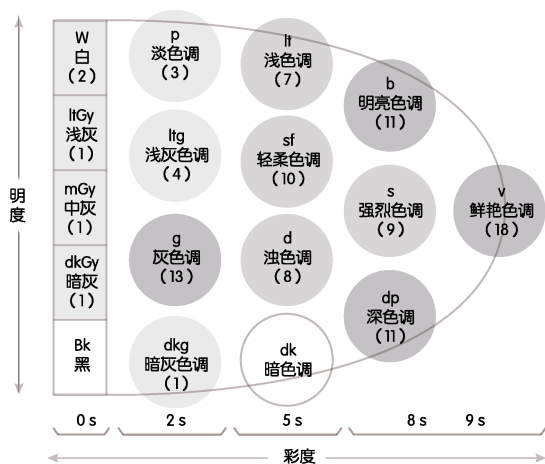 W
白
（2）
ltGy
浅灰
（1）
mGy
中灰
（1）
dkGy
暗灰
（1）
Bk
黑
p
淡色调
（3）
ltg
浅灰色调
（4）
g
灰色调
（13）
dkg
暗灰色调
（1）
lt
浅色调
（7）
sf
轻柔色调
（10）
d
浊色调
（8）
dk
暗色调
b
明亮色调
（11）
s
强烈色调
（9）
dp
深色调
（11）
v
鲜艳色调
（18）
明度
0 s
2 s
5 s
8 s
9 s
彩度